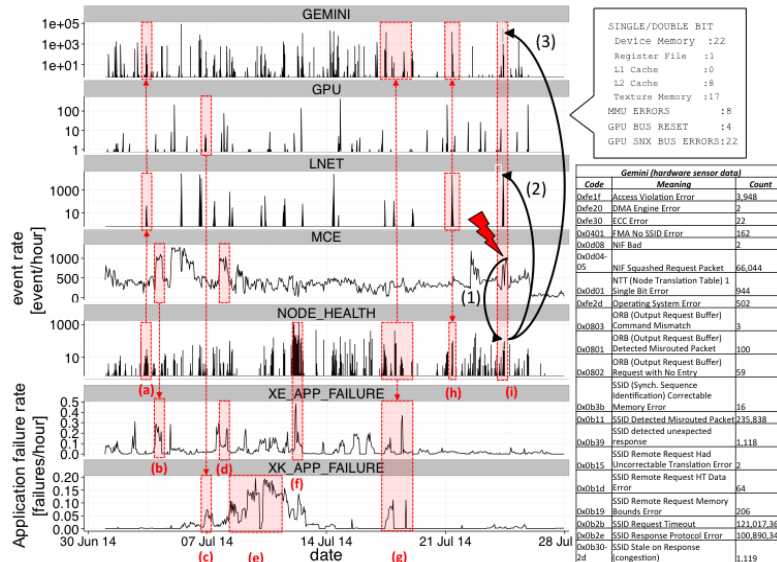 GEMINI
1e+05
1e+03
1e+01
(3)
GPU
100
10
1
LNET
1000
10
(2)
MCE
1000
500
0
(1)
NODE_HEALTH
1000
10
(a)
(h)
(i)
XE_APP_FAILURE
0.5
0.4
0.3
0.2
0.1
0.0
(b)
(d)
(f)
XK_APP_FAILURE
0.20
0.15
0.10
0.05
0.00
(c)
(e)
(g)
30 Jun 14
07 Jul 14
14 Jul 14
21 Jul 14
28 Jul
date
event rate
[event/hour]
Application failure rate
[failures/hour]
SINGLE/DOUBLE BIT
Device Memory :22
Register File :1
L1 Cache :0
L2 Cache :8
Texture Memory :17
MMU ERRORS :8
GPU BUS RESET :4
GPU SNX BUS ERRORS:22
Gemini (hardware sensor data)
Code Meaning Count
0xfe1f Access Violation Error 3,948
0xfe20 DMA Engine Error 2
0xfe30 ECC Error 22
0x0401 FMA No SSID Error 162
0x0d08 NIF Bad 2
0x0d04-
05 NIF Squashed Request Packet 66,044
NTT (Node Translation Table) 1
0x0d01 Single Bit Error 944
0xfe2d Operating System Error 502
ORB (Output Request Buffer)
0x0803 Command Mismatch 3
ORB (Output Request Buffer)
0x0801 Detected Misrouted Packet 100
ORB (Output Request Buffer)
0x0802 Request with No Entry 59
SSID (Synch. Sequence
Identification) Correctable
0x0b3b Memory Error 16
0x0b11 SSID Detected Misrouted Packet 235,838
SSID detected unexpected
0x0b39 response 1,118
SSID Remote Request Had
0x0b15 Uncorrectable Translation Error 2
SSID Remote Request HT Data
0x0b1d Error 64
SSID Remote Request Memory
0x0b19 Bounds Error 206
0x0b2b SSID Request Timeout 121,017,36
0x0b2e SSID Response Protocol Error 100,890,34
0x0b30- SSID Stale on Response
2d (congestion) 1,119